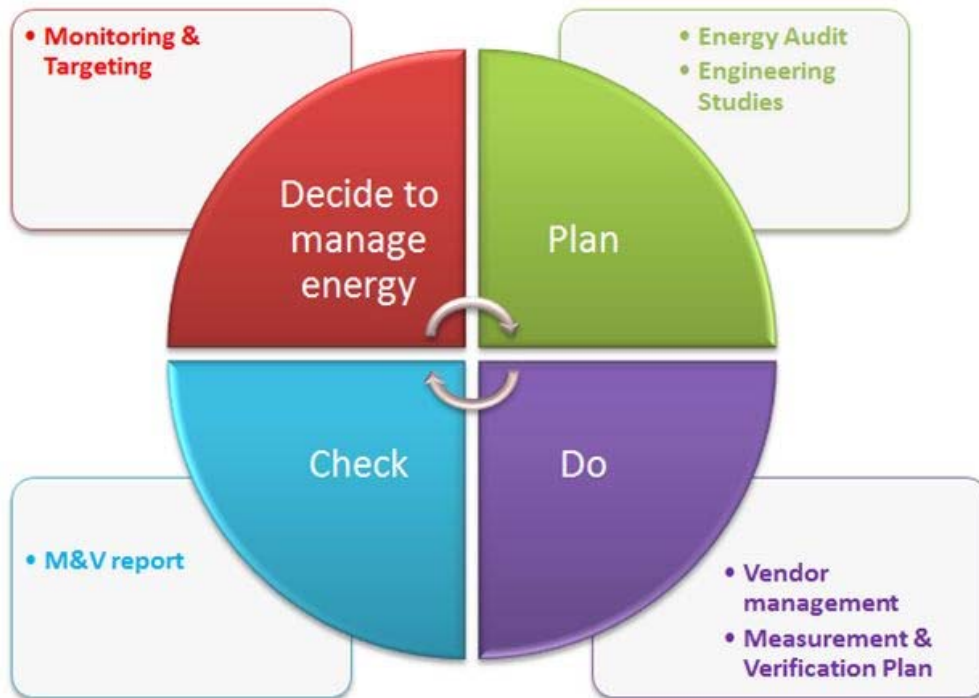 • Monitoring &
Targeting
• Energy Audit
• Engineering
Studies
Decide to
manage
energy
Plan
Check
Do
• M&V report
• Vendor
management
• Measurement &
Verification Plan